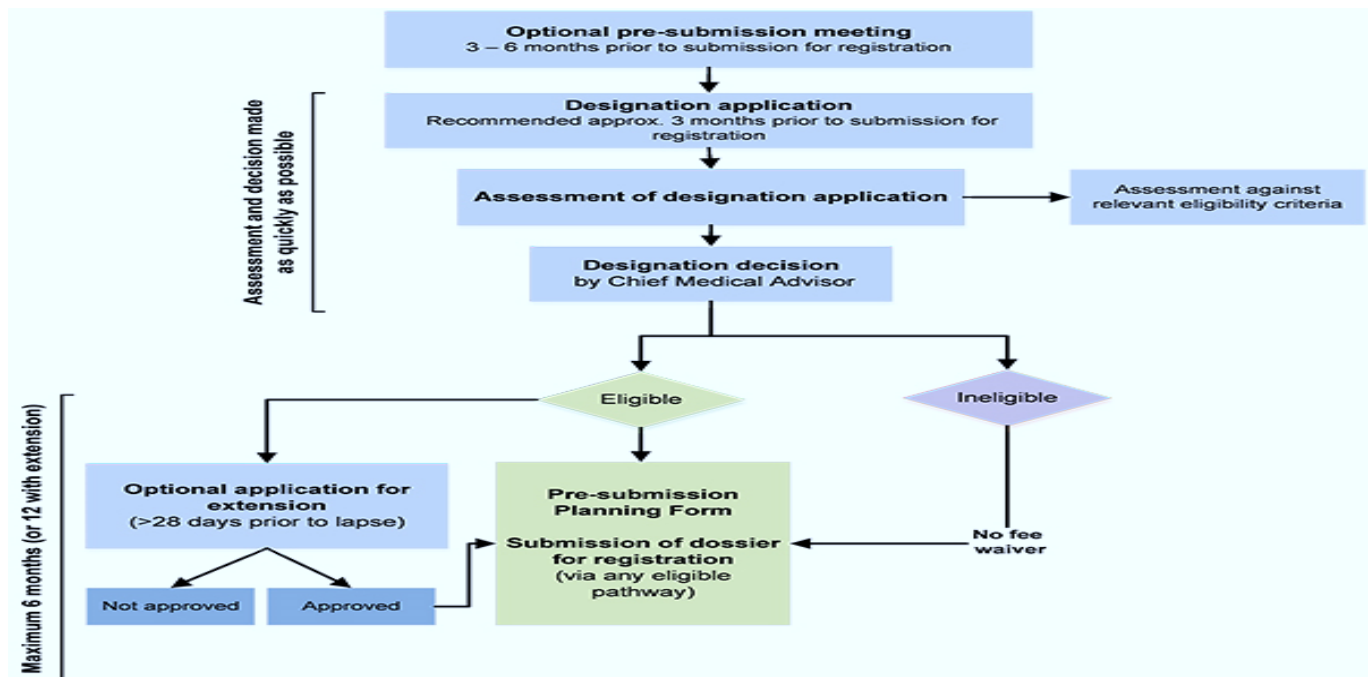 Optional pre-submission meeting
3 – 6 months prior to submission for registration
Assessment and decision made
as quickly as possible
Designation application
Recommended approx. 3 months prior to submission for
registration
Assessment of designation application
Assessment against
relevant eligibility criteria
Designation decision
by Chief Medical Advisor
Maximum 6 months (or 12 with extension)
Eligible
Ineligible
Optional application for
extension
(>28 days prior to lapse)
Not approved
Approved
Pre-submission
Planning Form
Submission of dossier
for registration
(via any eligible
pathway)
No fee
waiver